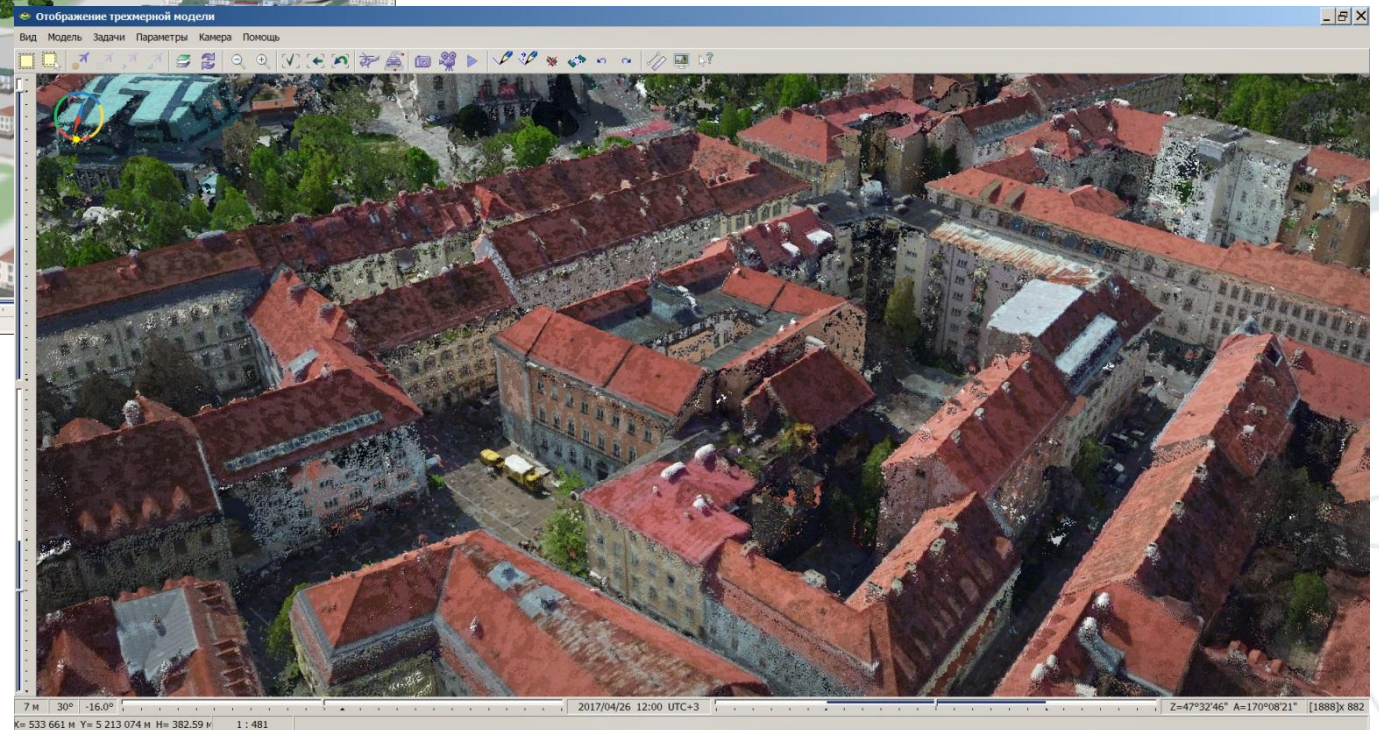 Отображение трехмерной модели
Вид Модель Задачи Параметры Камера Помощь
7 м 30° -16.0° 2017/04/26 12:00 UTC+3 Z=47°32'46" A=170°08'21" [1888]x 882
X= 533 661 м Y= 5 213 074 м H= 382.59 м 1 : 481